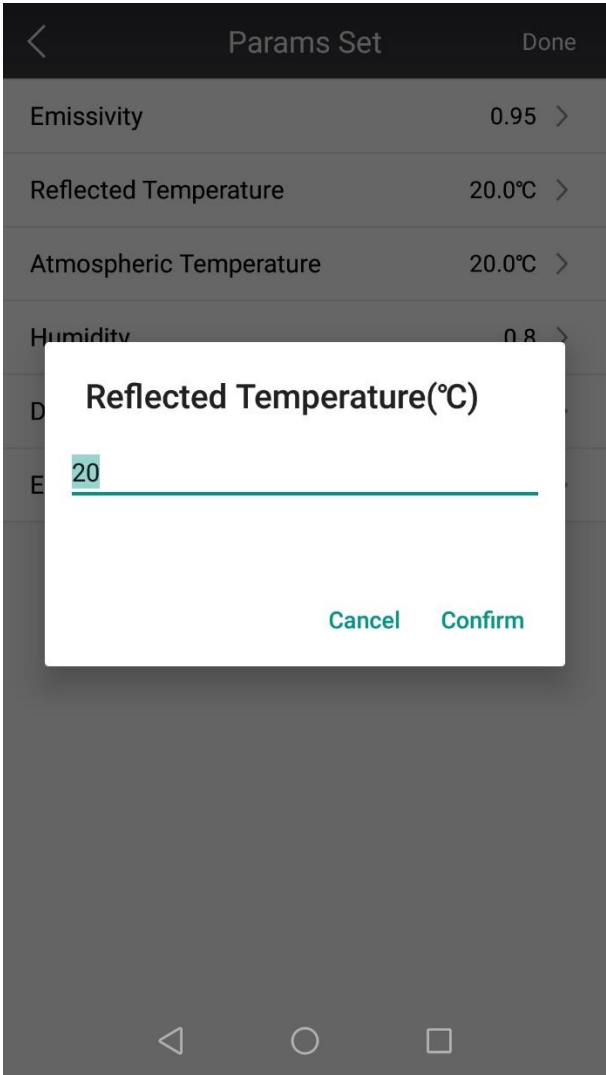 Params Set Done
Emissivity 0.95
Reflected Temperature 20.0℃
Atmospheric Temperature 20.0℃
Humidity 0.8
Reflected Temperature(℃)
20
Cancel Confirm